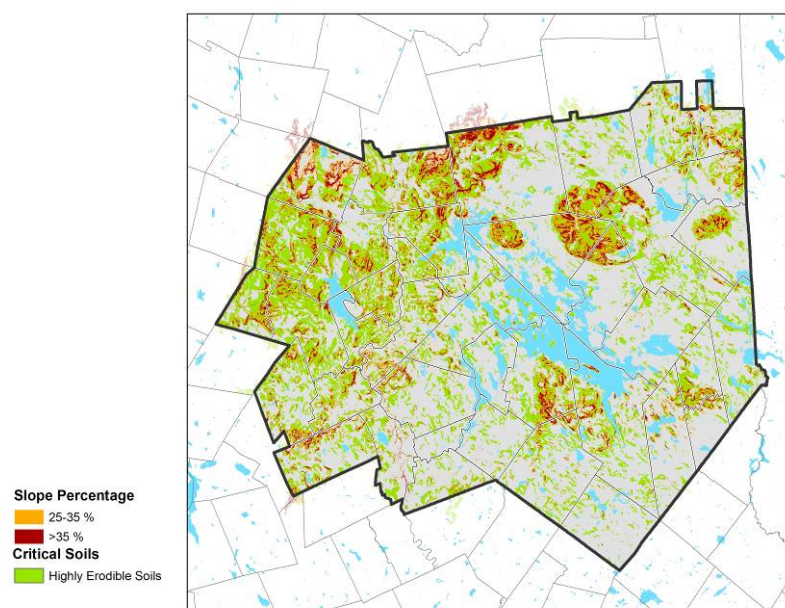 Slope Percentage
25-35 %
>35 %
Critical Soils
Highly Erodible Soils